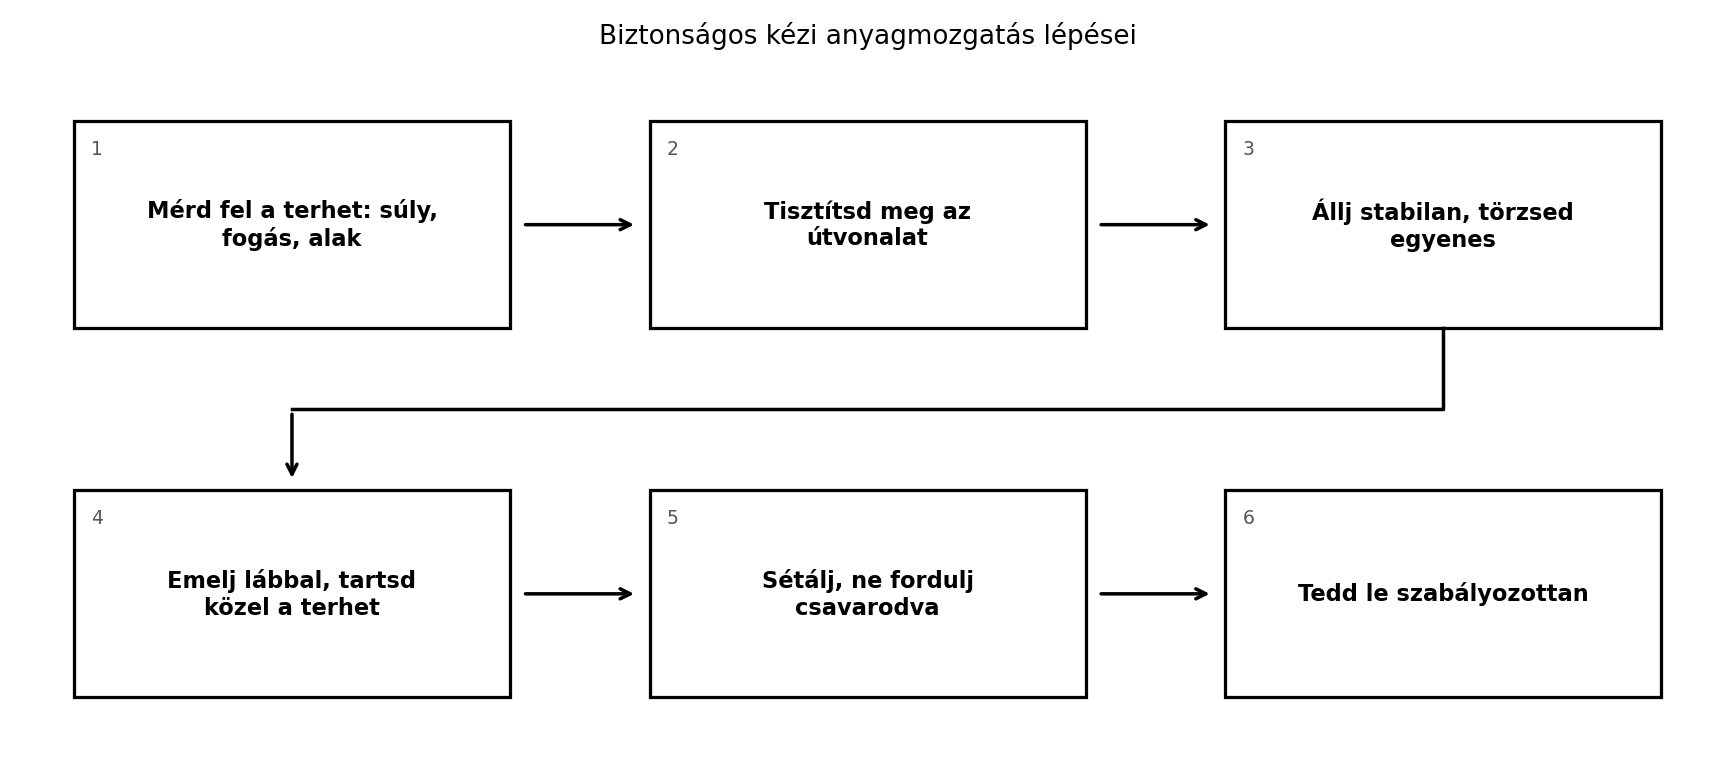 Biztonságos kézi anyagmozgatás lépései
1
Mérd fel a terhet: súly,
fogás, alak
2
Tisztítsd meg az
útvonalat
3
Állj stabilan, törzsed
egyenes
4
Emelj lábbal, tartsd
közel a terhet
5
Sétálj, ne fordulj
csavarodva
6
Tedd le szabályozottan